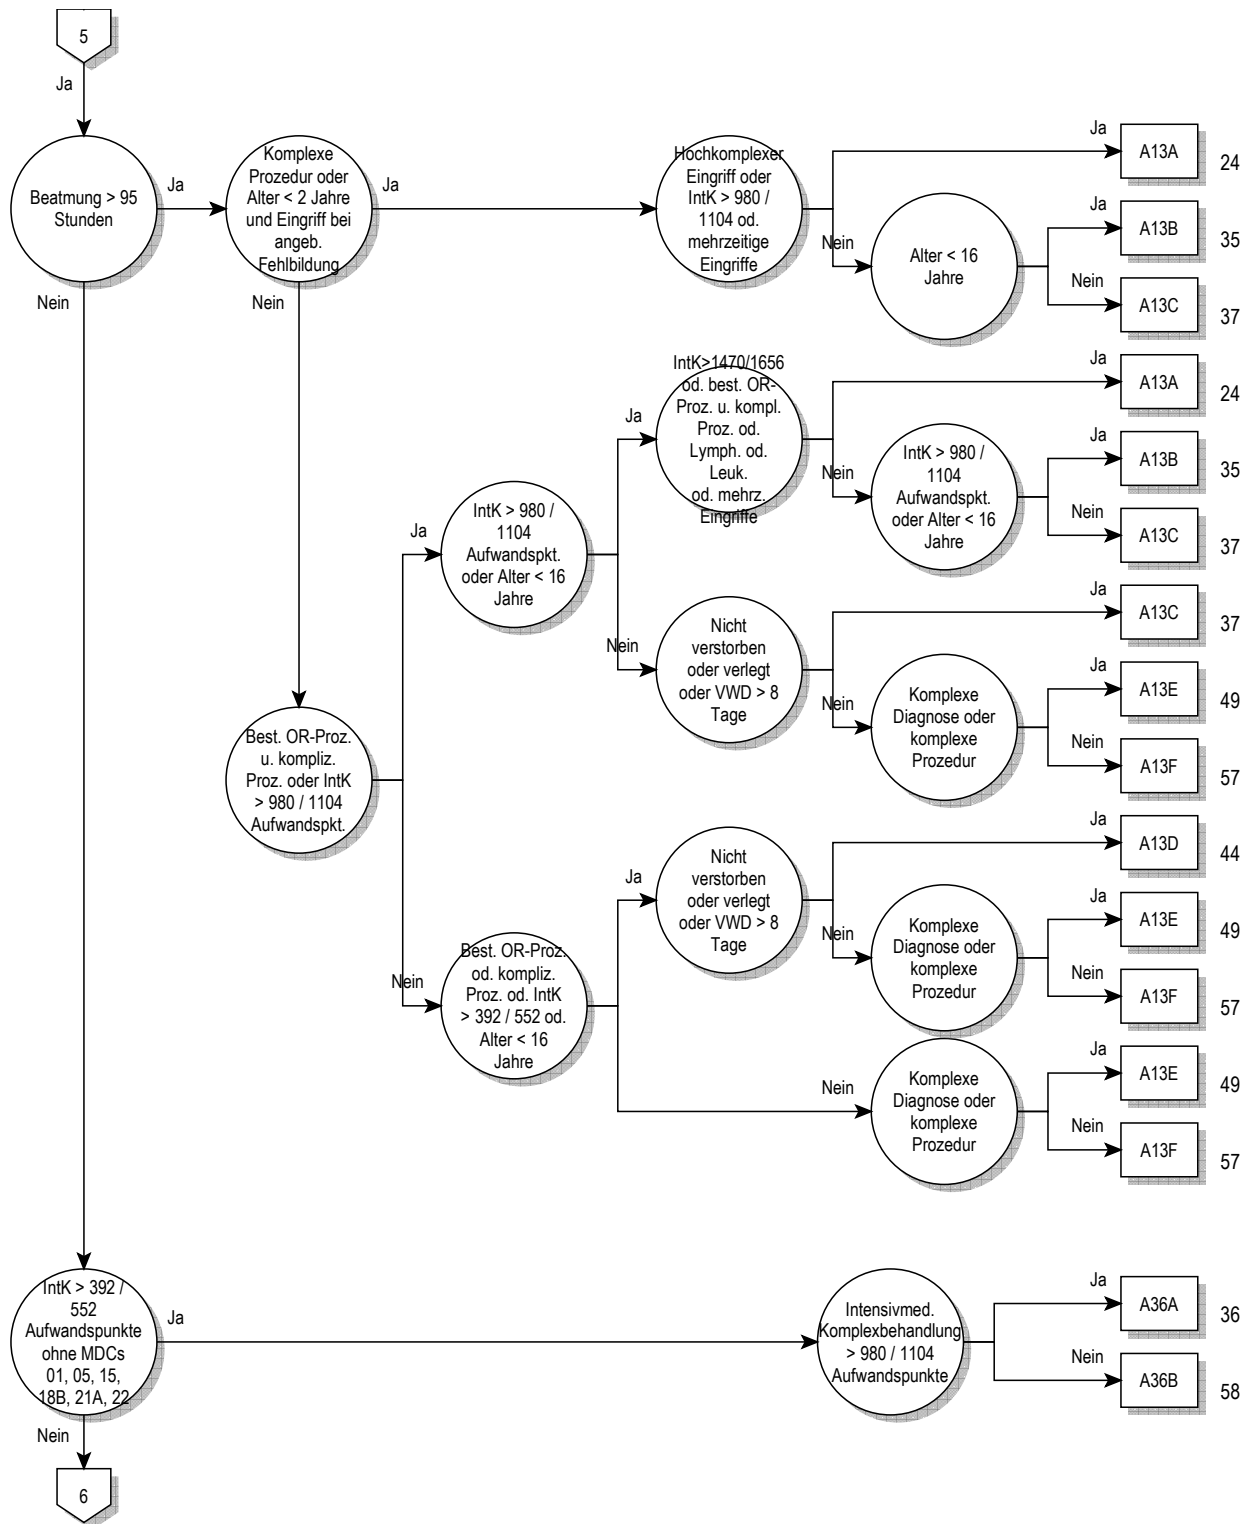 5
Ja
Beatmung > 95
Stunden
Ja
Nein
Komplexe
Prozedur oder
Alter < 2 Jahre
und Eingriff bei
angeb.
Fehlbildung
Ja
Nein
Hochkomplexer
Eingriff oder
IntK > 980 /
1104 od.
mehrzeitige
Eingriffe
Ja
A13A
24
Nein
Alter < 16
Jahre
Ja
A13B
35
Nein
A13C
37
IntK>1470/1656
od. best. OR-
Proz. u. kompl.
Proz. od.
Lymph. od.
Leuk.
od. mehrz.
Eingriffe
Ja
A13A
24
Nein
IntK > 980 /
1104
Aufwandspkt.
oder Alter < 16
Jahre
Ja
A13B
35
Nein
A13C
37
Ja
IntK > 980 /
1104
Aufwandspkt.
oder Alter < 16
Jahre
Ja
Nein
Nicht
verstorben
oder verlegt
oder VWD > 8
Tage
Ja
A13C
37
Nein
Komplexe
Diagnose oder
komplexe
Prozedur
Ja
A13E
49
Nein
A13F
57
Best. OR-Proz.
u. kompliz.
Proz. oder IntK
> 980 / 1104
Aufwandspkt.
Nein
Best. OR-Proz.
od. kompliz.
Proz. od. IntK
> 392 / 552 od.
Alter < 16
Jahre
Ja
Nicht
verstorben
oder verlegt
oder VWD > 8
Tage
Ja
A13D
44
Nein
Komplexe
Diagnose oder
komplexe
Prozedur
Ja
A13E
49
Nein
A13F
57
Nein
Komplexe
Diagnose oder
komplexe
Prozedur
Ja
A13E
49
Nein
A13F
57
IntK > 392 /
552
Aufwandspunkte
ohne MDCs
01, 05, 15,
18B, 21A, 22
Ja
Intensivmed.
Komplexbehandlung
> 980 / 1104
Aufwandspunkte
Ja
A36A
36
Nein
A36B
58
Nein
6